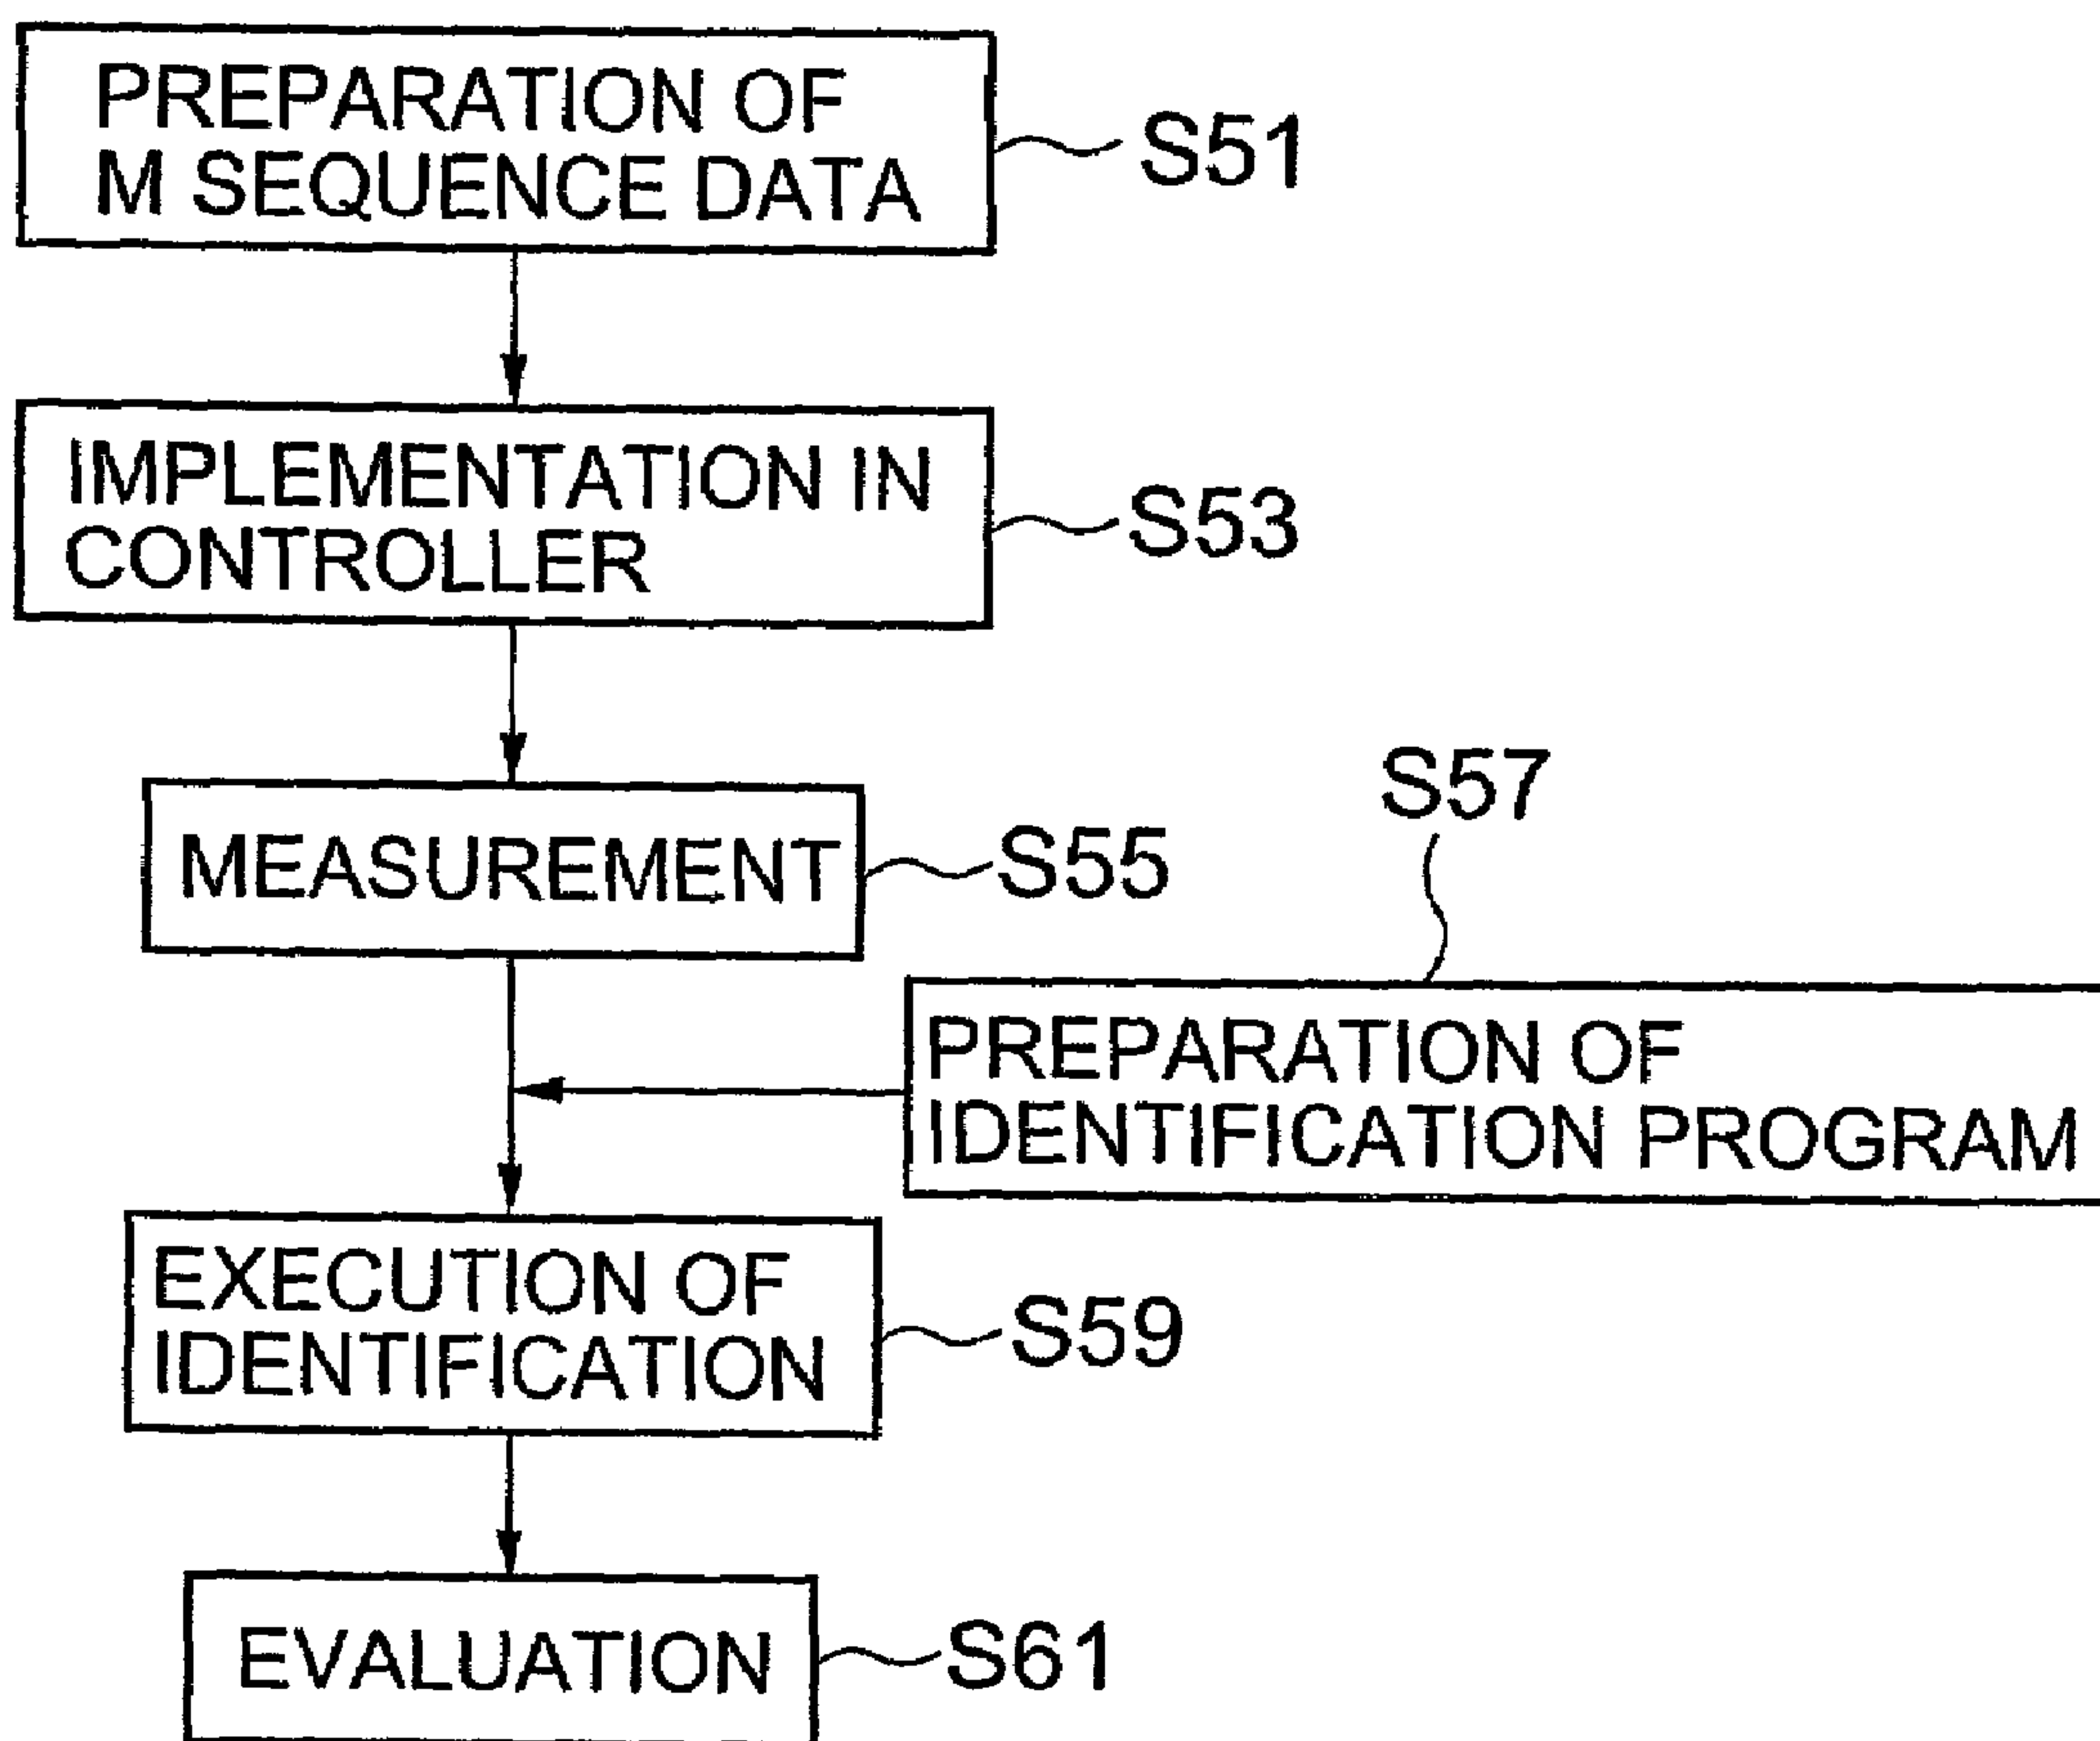 PREPARATION OF
M SEQUENCE DATA
S51
IMPLEMENTATION IN
CONTROLLER
S53
MEASUREMENT
S55
S57
PREPARATION OF
IDENTIFICATION PROGRAM
EXECUTION OF
IDENTIFICATION
S59
EVALUATION
S61